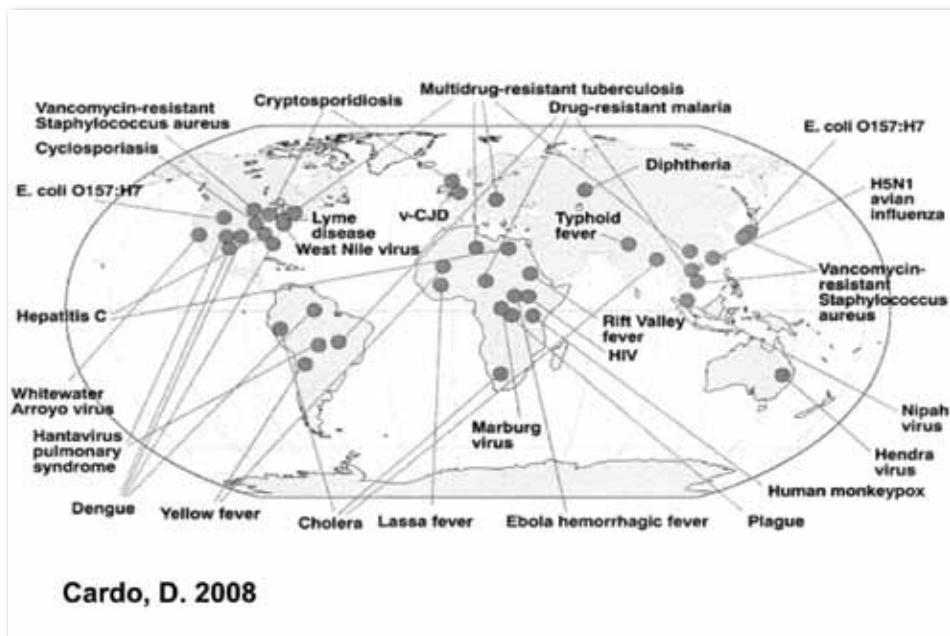 Cryptosporidiosis
Multidrug-resistant tuberculosis
Drug-resistant malaria
Vancomycin-resistant
Staphylococcus aureus
Cyclosporiasis
E. coli O157:H7
E. coli O157:H7
Diphtheria
H5N1
avian
influenza
v-CJD
Lyme
disease
West Nile virus
Typhoid
fever
Vancomycin-
resistant
Staphylococcus
aureus
Hepatitis C
Rift Valley
fever
HIV
Whitewater
Arroyo virus
Hantavirus
pulmonary
syndrome
Marburg
virus
Nipah
virus
Hendra
virus
Human monkeypox
Dengue
Yellow fever
Cholera
Lassa fever
Ebola hemorrhagic fever
Plague
Cardo, D. 2008